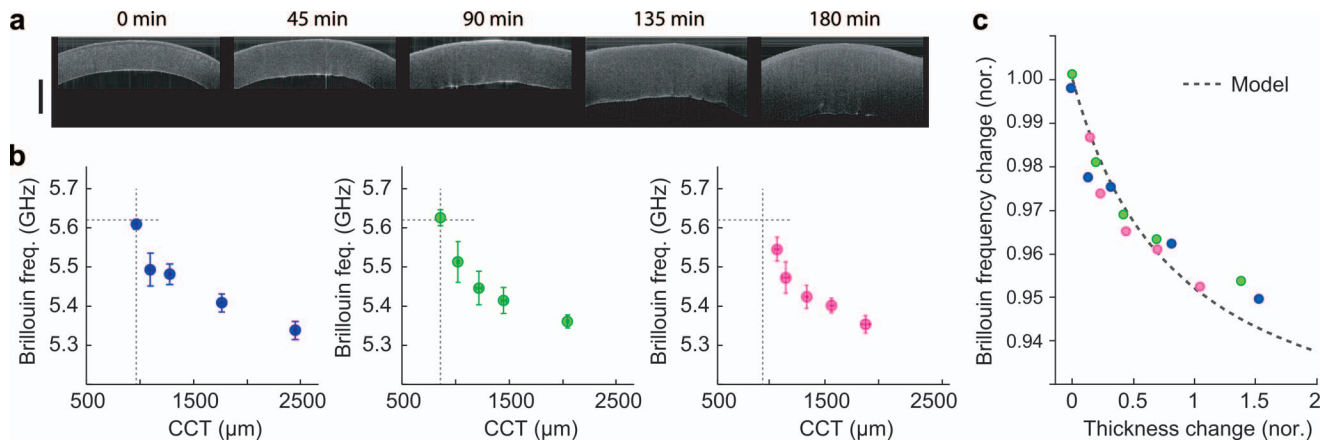 a
0 min 45 min 90 min 135 min 180 min
b
Brillouin freq. (GHz)
5.7
5.6
5.5
5.4
5.3
500 1500 2500
CCT (μm)
Brillouin feq. (GHz)
5.7
5.6
5.5
5.4
5.3
500 1500 2500
CCT (μm)
Brillouin freq. (GHz)
5.7
5.6
5.5
5.4
5.3
500 1500 2500
CCT (μm)
c
Brillouin frequency change (nor.)
1.00
0.99
0.98
0.97
0.96
0.95
0.94
Model
0 0.5 1 1.5 2
Thickness change (nor.)